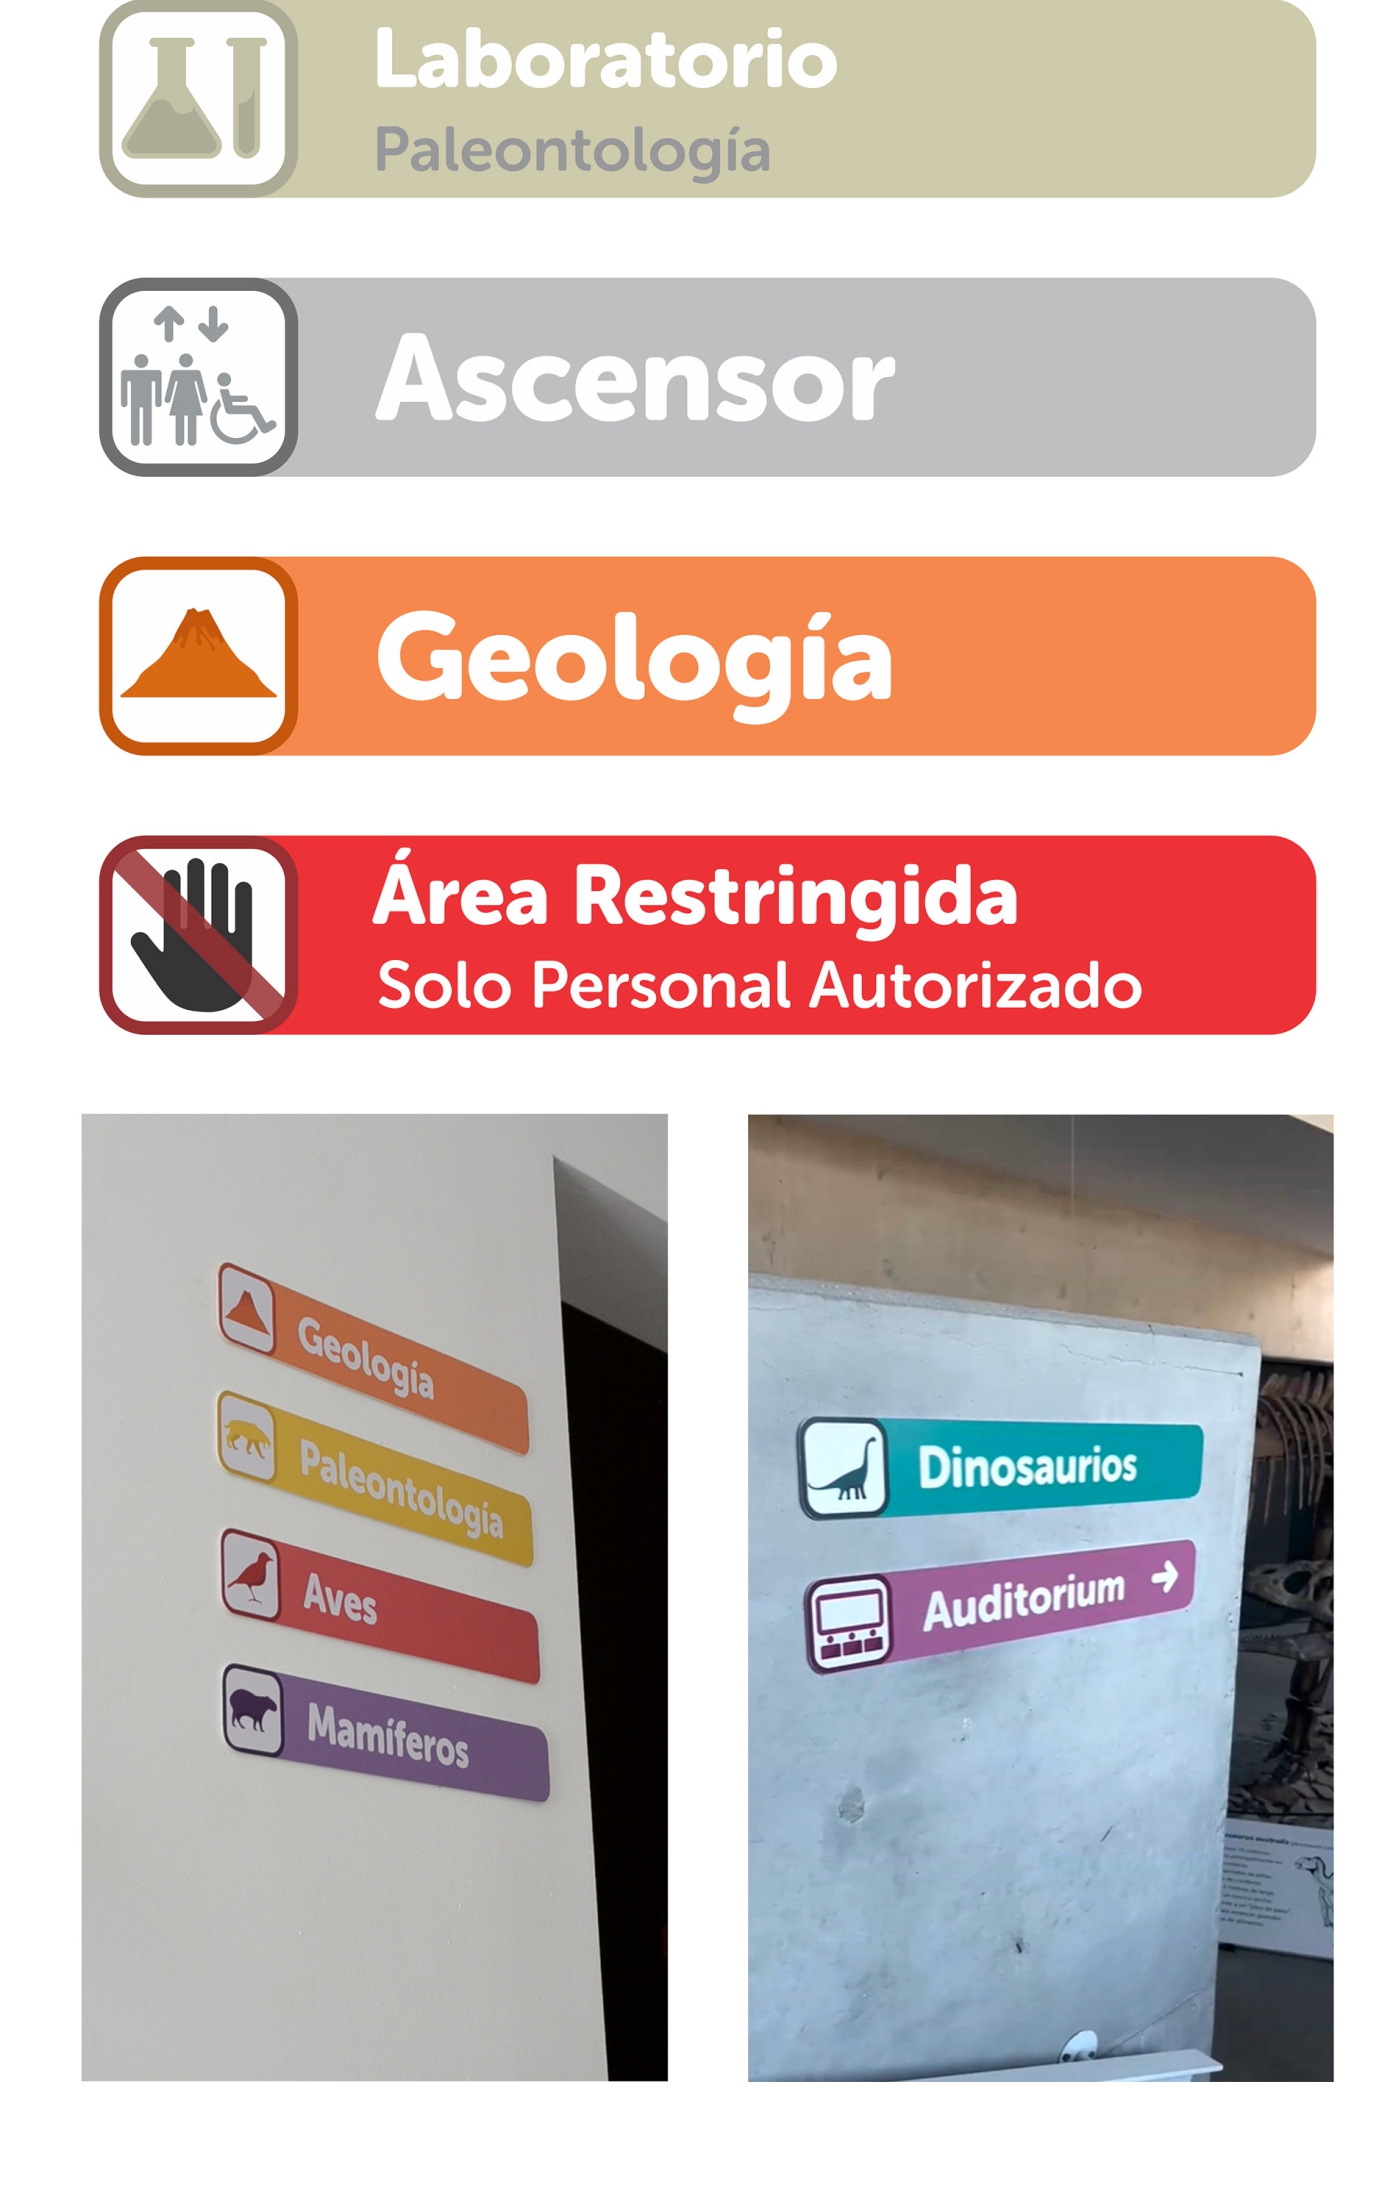 Laboratorio
Paleontología
Ascensor
Geología
Área Restringida
Solo Personal Autorizado
Geología
Paleontología
Aves
Mamíferos
Dinosaurios
Auditorium